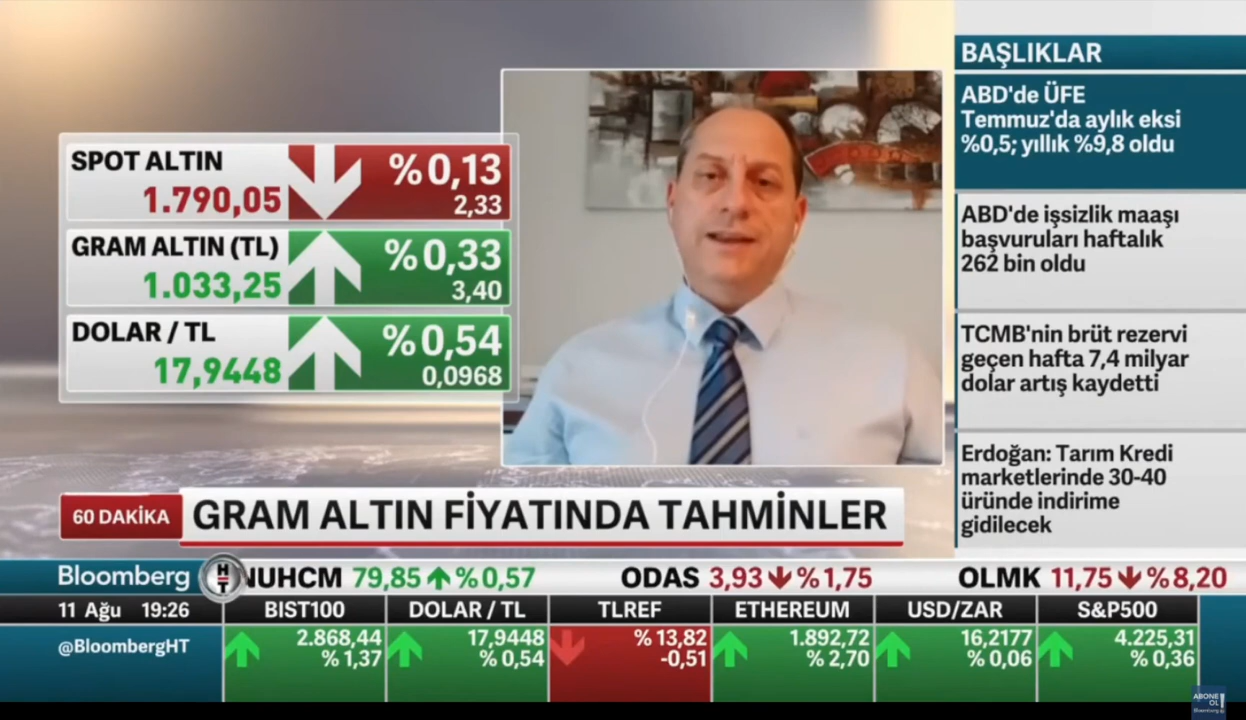 BAŞLIKLAR
ABD'de ÜFE
Temmuz'da aylık eksi
%0,5; yıllık %9,8 oldu
ABD'de işsizlik maaşı
başvuruları haftalık
262 bin oldu
TCMB'nin brüt rezervi
geçen hafta 7,4 milyar
dolar artış kaydetti
Erdoğan: Tarım Kredi
marketlerinde 30-40
üründe indirime
gidilecek
SPOT ALTIN
1.790,05
%0,13
2,33
GRAM ALTIN (TL)
1.033,25
%0,33
3,40
DOLAR / TL
17,9448
%0,54
0,0968
60 DAKİKA
GRAM ALTIN FİYATINDA TAHMİNLER
Bloomberg HT
NUHCM 79,85 %0,57
ODAS 3,93 %1,75
OLMK 11,75 %8,20
11 Ağu 19:26
@BloombergHT
BIST100
2.868,44
% 1,37
DOLAR / TL
17,9448
% 0,54
TLREF
% 13,82
-0,51
ETHEREUM
1.892,72
% 2,70
USD/ZAR
16,2177
% 0,06
S&P500
4.225,31
% 0,36
ABONE
OL!
Bloomberg